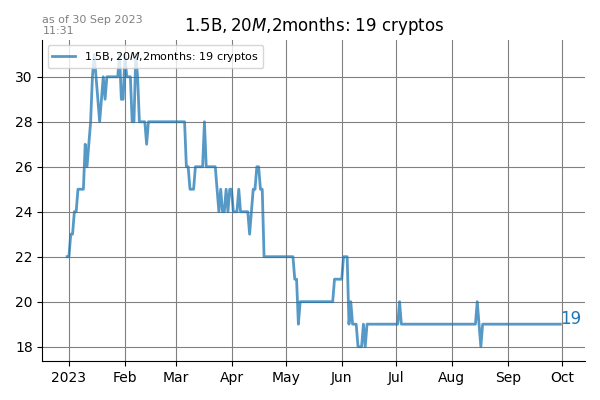 as of 30 Sep 2023
11:31
1.5B, 20M,2months: 19 cryptos
1.5B, 20M,2months: 19 cryptos
30
28
26
24
22
20
18
19
2023 Feb Mar Apr May Jun Jul Aug Sep Oct